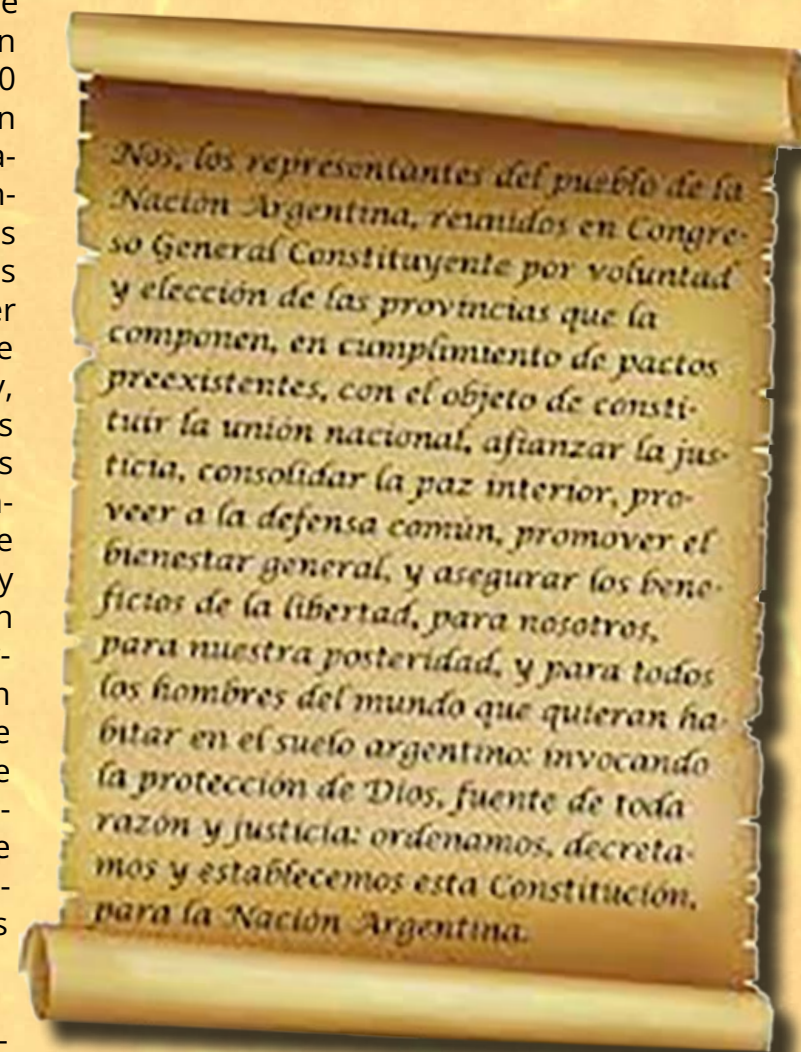 Nos, los representantes del pueblo de la
Nación Argentina, reunidos en Congre-
so General Constituyente por voluntad
y elección de las provincias que la
componen, en cumplimiento de pactos
preexistentes, con el objeto de consti-
tuir la unión nacional, afianzar la jus-
ticia, consolidar la paz interior, pro-
veer a la defensa común, promover el
bienestar general, y asegurar los bene-
ficios de la libertad, para nosotros,
para nuestra posteridad, y para todos
los hombres del mundo que quieran ha-
bitar en el suelo argentino: invocando
la protección de Dios, fuente de toda
razón y justicia: ordenamos, decreta-
mos y establecemos esta Constitución,
para la Nación Argentina.